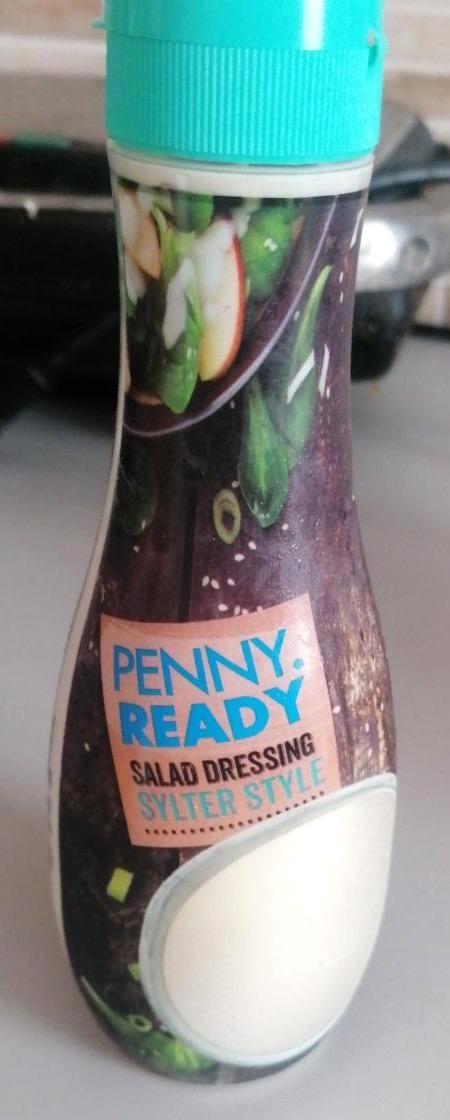 PENNY.
READY
SALAD DRESSING
SYLTER STYLE